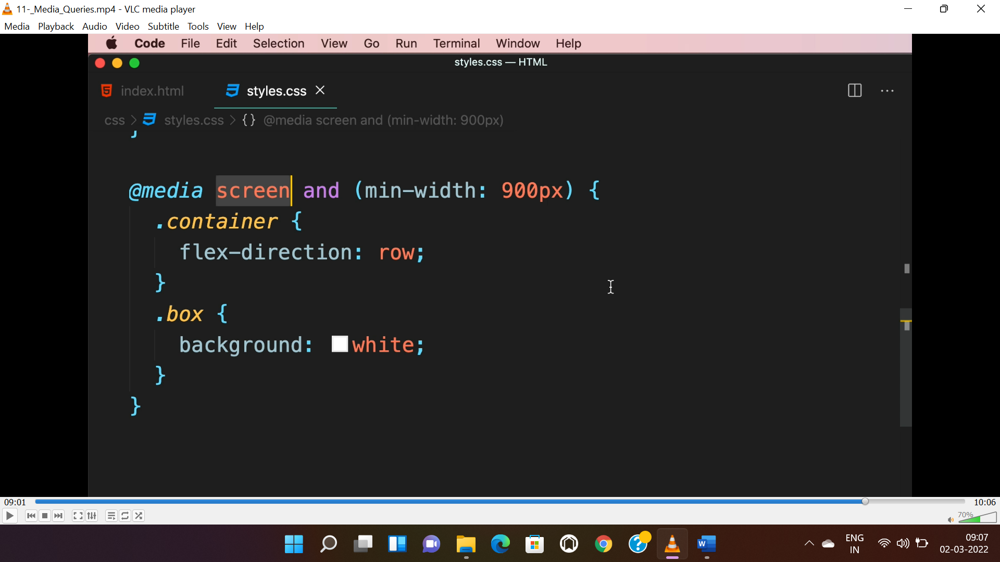 11-_Media_Queries.mp4 - VLC media player
Media Playback Audio Video Subtitle Tools View Help
Code File Edit Selection View Go Run Terminal Window Help
styles.css — HTML
index.html styles.css
css > styles.css > {} @media screen and (min-width: 900px)
}
@media screen and (min-width: 900px) {
.container {
flex-direction: row;
}
.box {
background: white;
}
}
09:01 10:06
70%
ENG 09:07
IN 02-03-2022